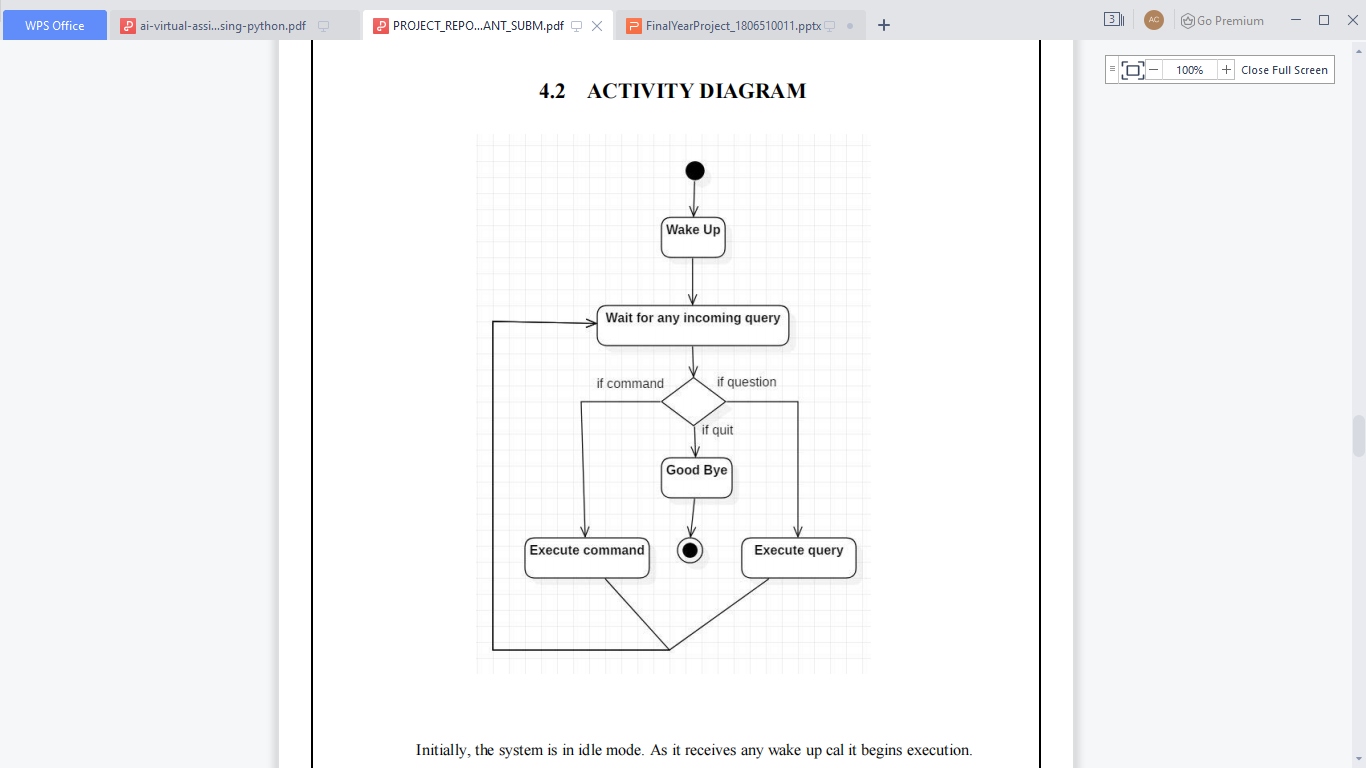 WPS Office
ai-virtual-assi...sing-python.pdf
PROJECT_REPO...ANT_SUBM.pdf
FinalYearProject_1806510011.pptx
3
AC
Go Premium
100%
Close Full Screen
4.2 ACTIVITY DIAGRAM
Wake Up
Wait for any incoming query
if command
if question
if quit
Good Bye
Execute command
Execute query
Initially, the system is in idle mode. As it receives any wake up cal it begins execution.